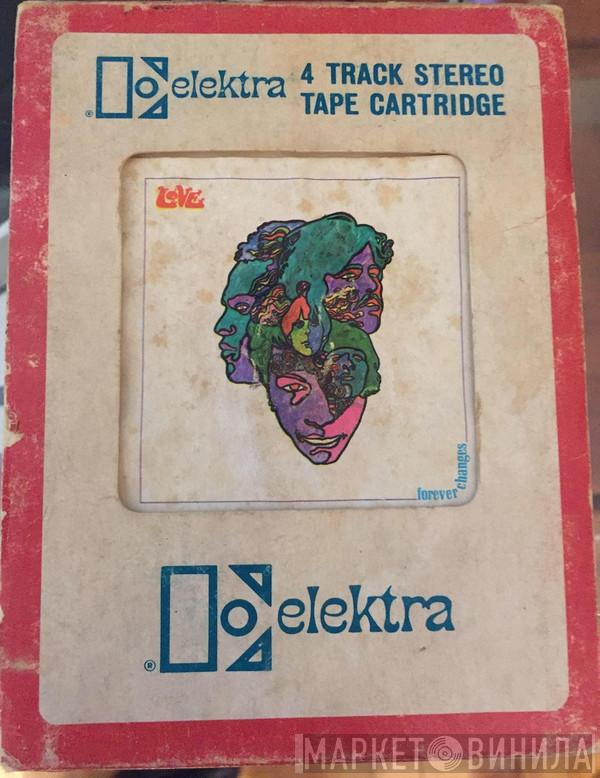 elektra 4 TRACK STEREO
TAPE CARTRIDGE
®
LOVE
forever changes
elektra
®
МАРКЕТ ВИНИЛА